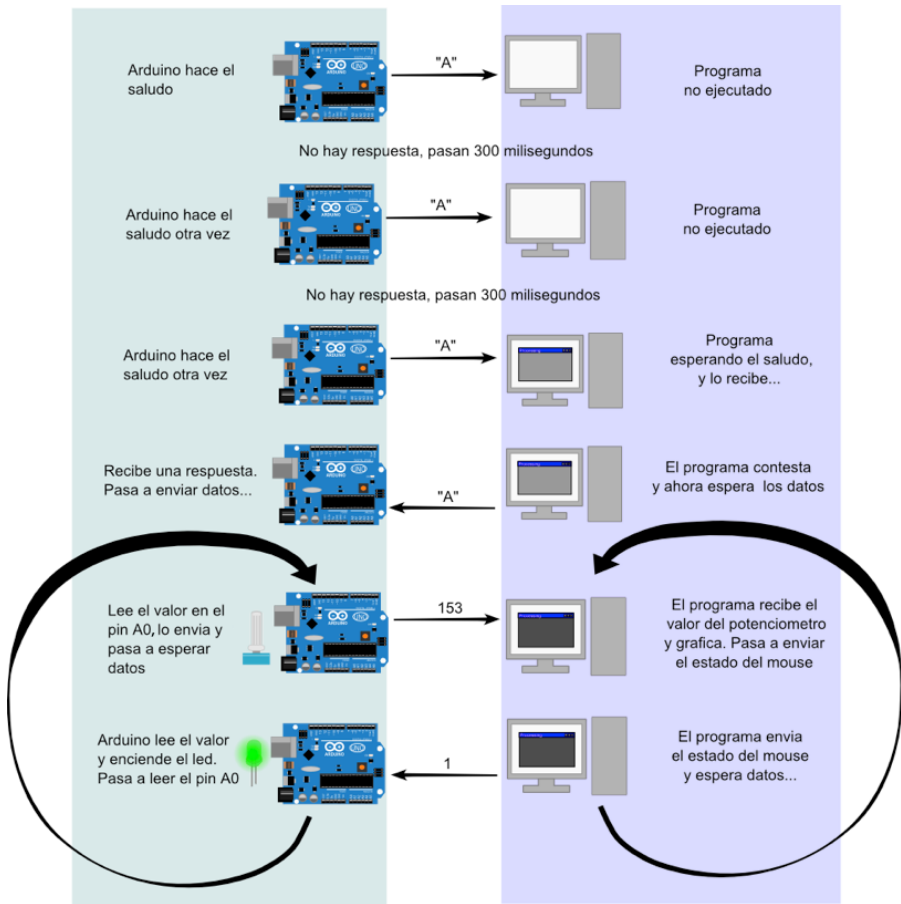 Arduino hace el
saludo
"A"
Programa
no ejecutado
No hay respuesta, pasan 300 milisegundos
Arduino hace el
saludo otra vez
"A"
Programa
no ejecutado
No hay respuesta, pasan 300 milisegundos
Arduino hace el
saludo otra vez
"A"
Programa
esperando el saludo,
y lo recibe...
Recibe una respuesta.
Pasa a enviar datos...
"A"
El programa contesta
y ahora espera los datos
Lee el valor en el
pin A0, lo envia y
pasa a esperar
datos
153
El programa recibe el
valor del potenciometro
y grafica. Pasa a enviar
el estado del mouse
Arduino lee el valor
y enciende el led.
Pasa a leer el pin A0
1
El programa envia
el estado del mouse
y espera datos...